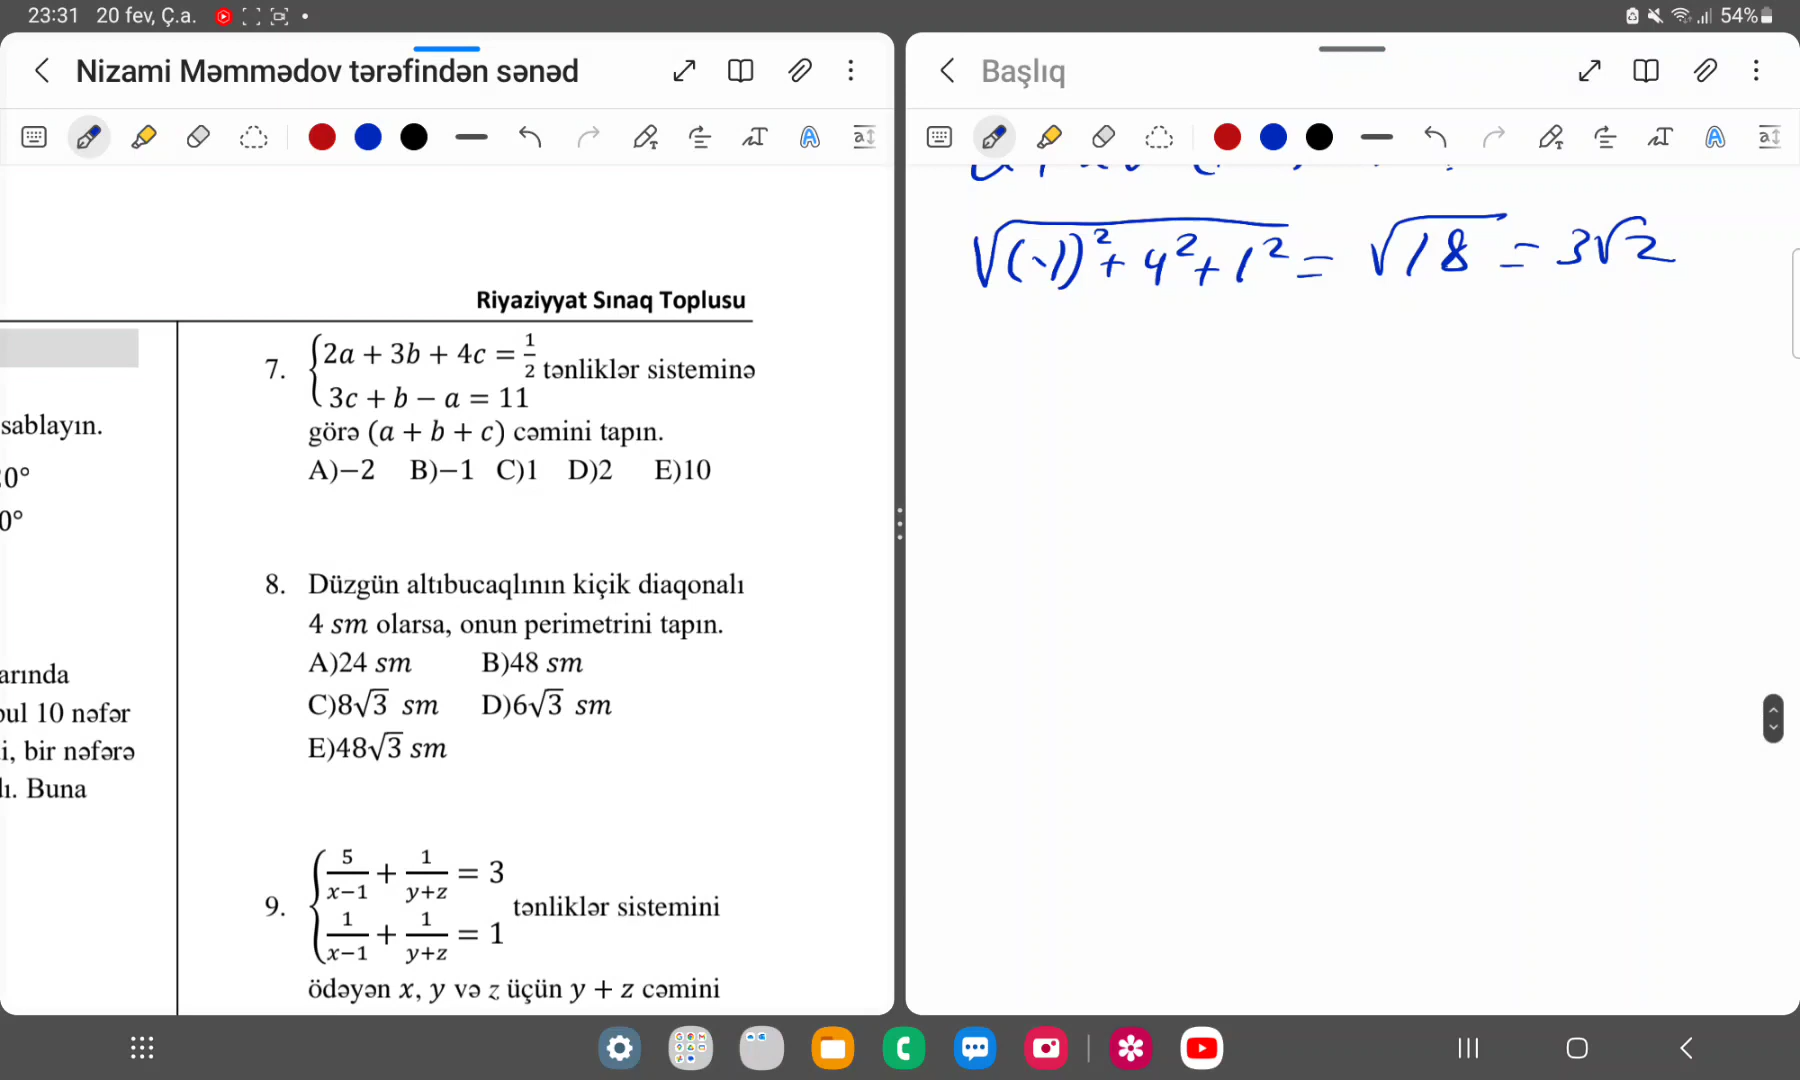 23:31 20 fev, Ç.a.
54%
Nizami Məmmədov tərəfindən sənəd
Başlıq
Riyaziyyat Sınaq Toplusu
sablayın.
0°
0°
arında
10 nəfər
i, bir nəfərə
Buna
7. {2a + 3b + 4c = 1/2
3c + b − a = 11 tənliklər sisteminə
görə (a + b + c) cəmini tapın.
A)−2 B)−1 C)1 D)2 E)10
8. Düzgün altıbucaqlının kiçik diaqonalı
4 sm olarsa, onun perimetrini tapın.
A)24 sm B)48 sm
C)8√3 sm D)6√3 sm
E)48√3 sm
9. {5/(x−1) + 1/(y+z) = 3
1/(x−1) + 1/(y+z) = 1 tənliklər sistemini
ödəyən x, y və z üçün y + z cəmini
√((-1)² + 4² + 1²) = √18 = 3√2